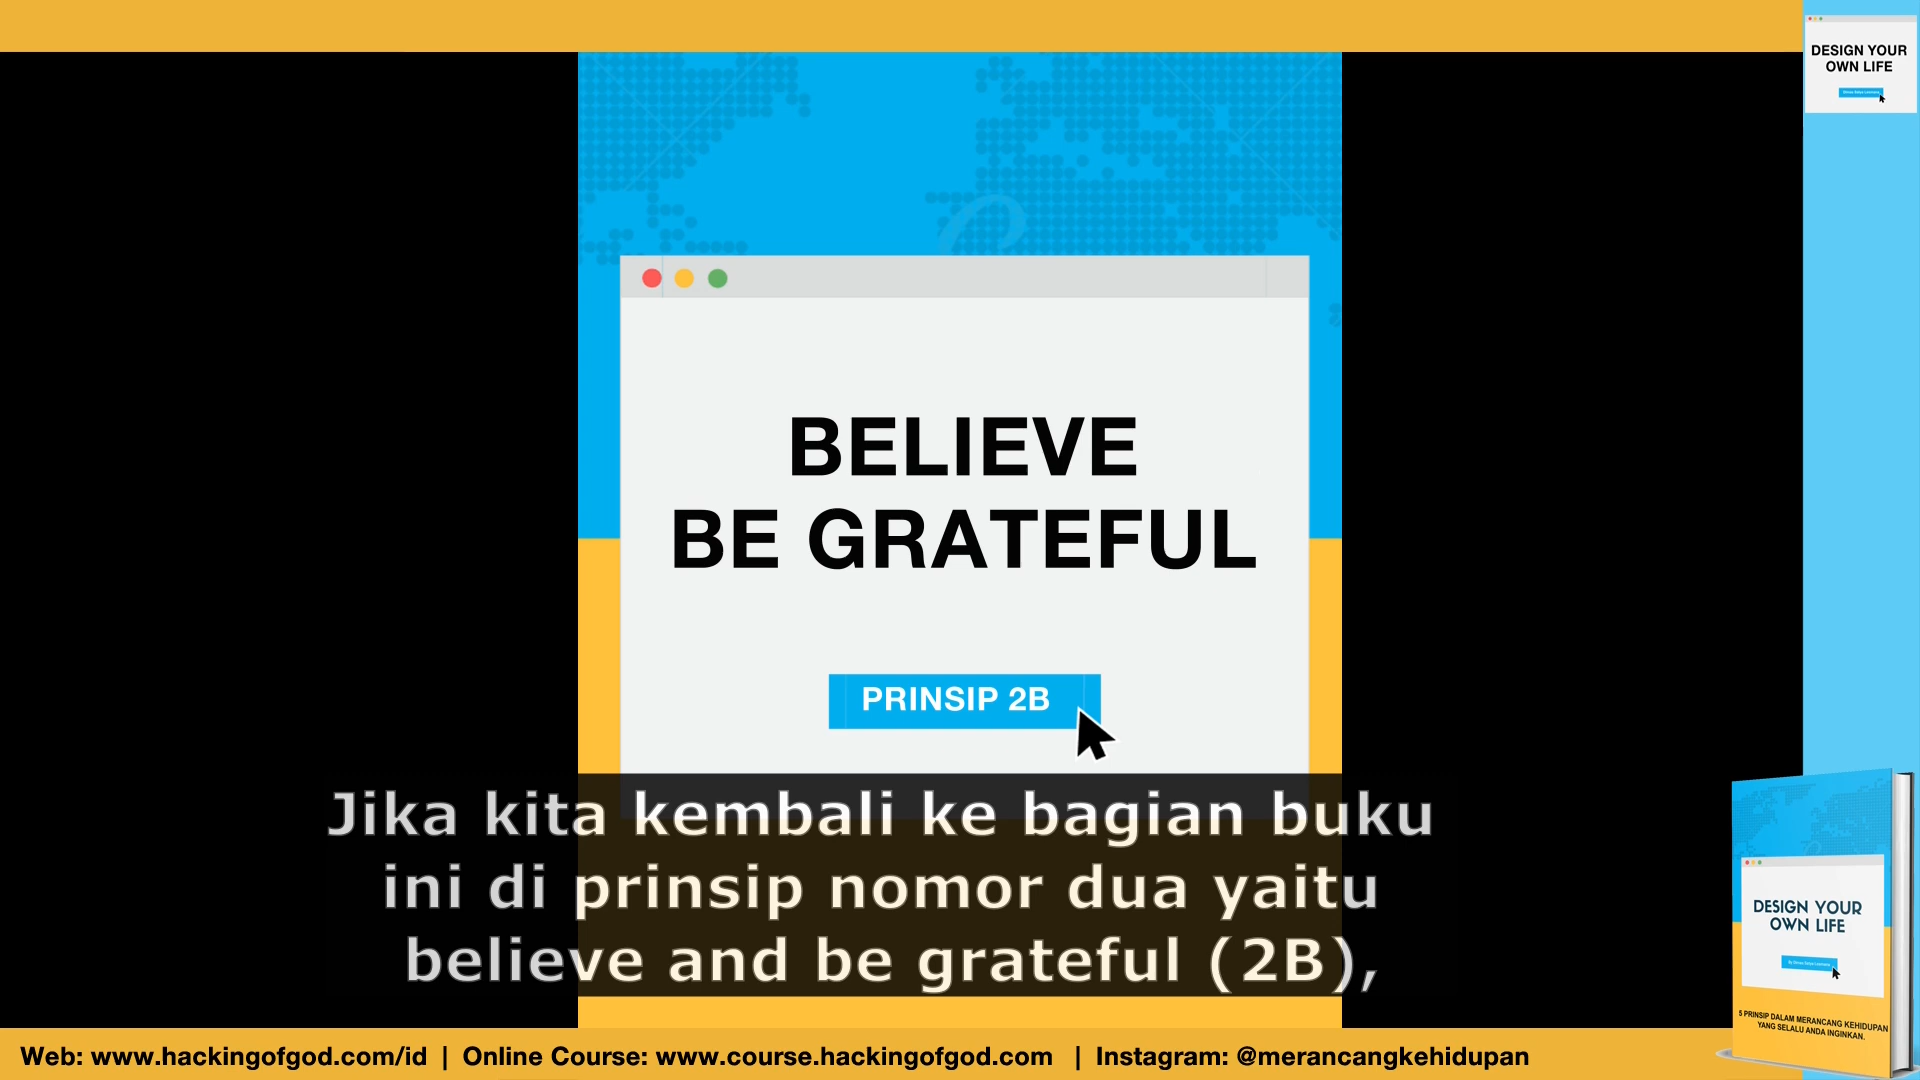 DESIGN YOUR
OWN LIFE
BELIEVE
BE GRATEFUL
PRINSIP 2B
Jika kita kembali ke bagian buku
ini di prinsip nomor dua yaitu
believe and be grateful (2B),
DESIGN YOUR
OWN LIFE
5 PRINSIP DALAM MERANCANG KEHIDUPAN
YANG SELALU ANDA INGINKAN.
Web: www.hackingofgod.com/id | Online Course: www.course.hackingofgod.com | Instagram: @merancangkehidupan